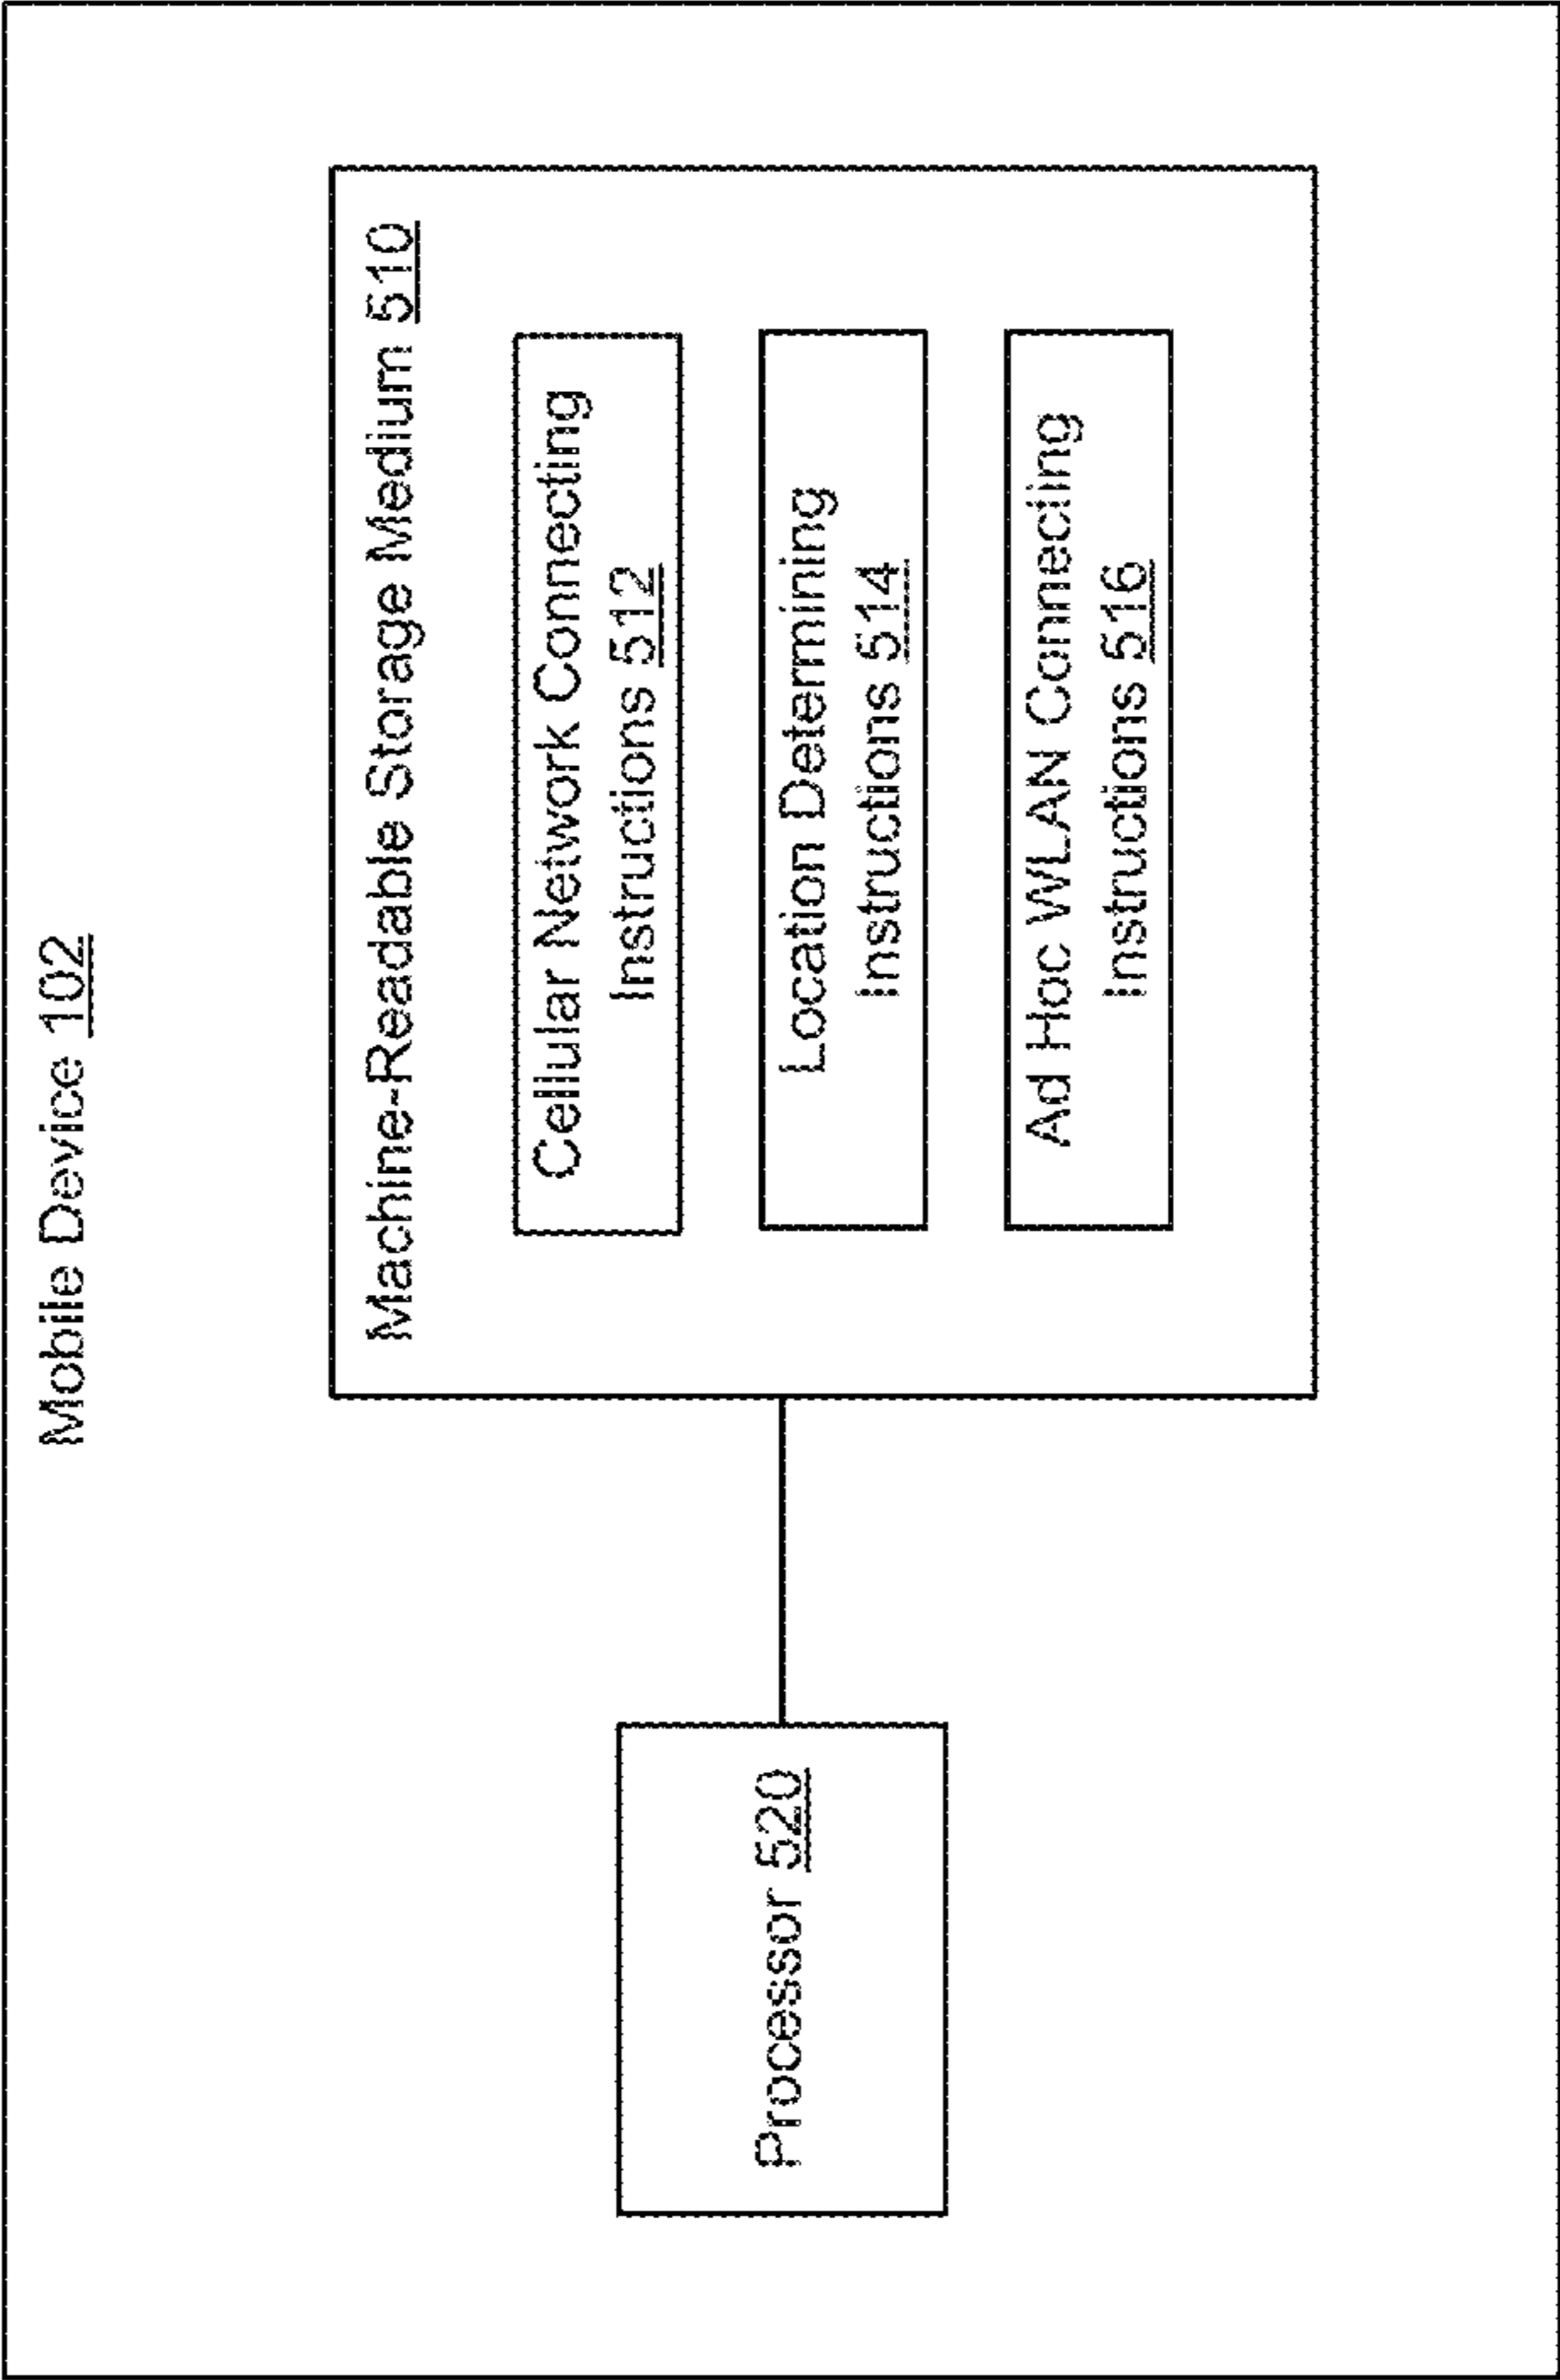 Mobile Device 102
Machine-Readable Storage Medium 510
Cellular Network Connecting
Instructions 512
Location Determining
Instructions 514
Ad Hoc WLAN Connecting
Instructions 516
Processor 520